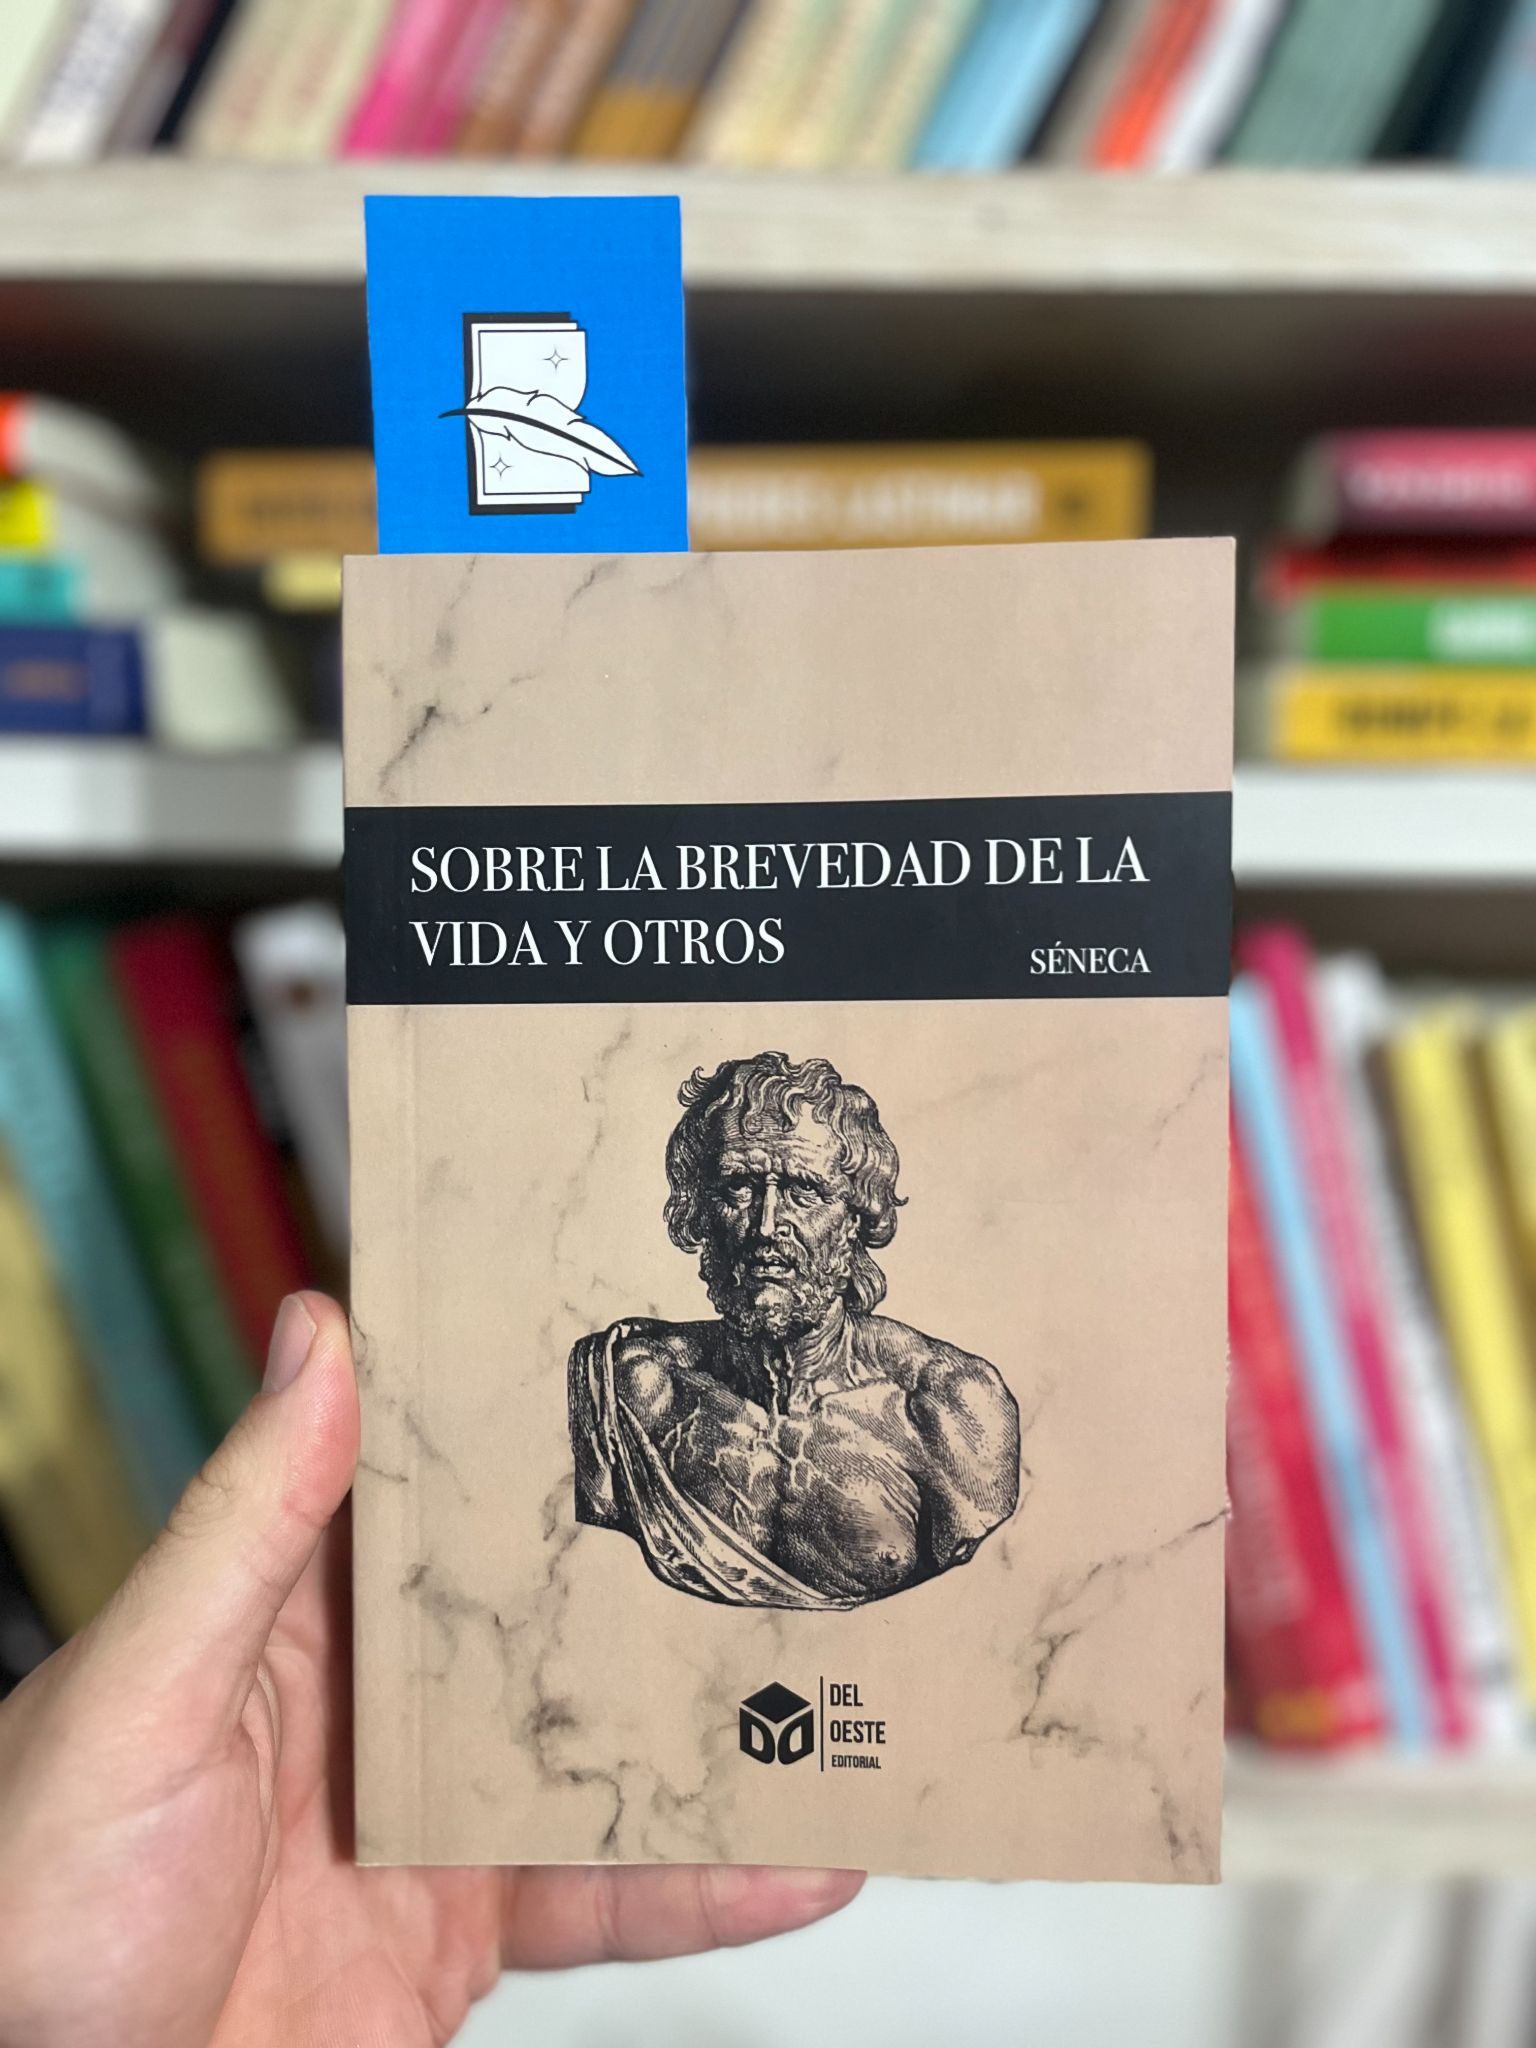 SOBRE LA BREVEDAD DE LA
VIDA Y OTROS
SÉNECA
DEL
OESTE
EDITORIAL